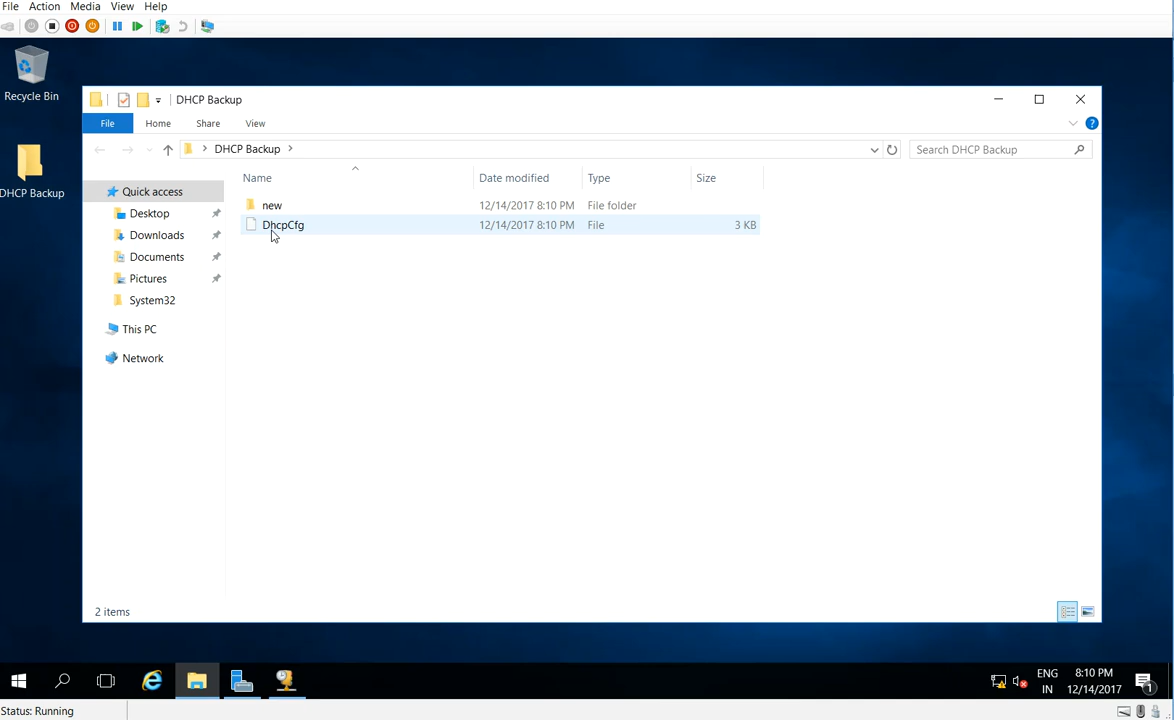 File Action Media View Help
Recycle Bin
DHCP Backup
DHCP Backup
File Home Share View
DHCP Backup
Search DHCP Backup
Name Date modified Type Size
new 12/14/2017 8:10 PM File folder
DhcpCfg 12/14/2017 8:10 PM File 3 KB
Quick access
Desktop
Downloads
Documents
Pictures
System32
This PC
Network
2 items
ENG 8:10 PM
IN 12/14/2017
1
Status: Running